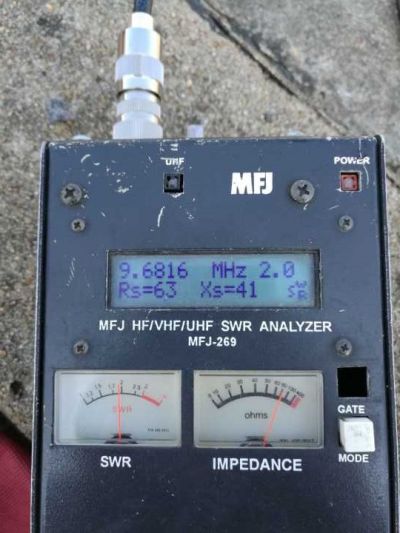 UHF
MFJ
POWER
9.6816 MHz 2.0
Rs=63 Xs=41 SWR
MFJ HF/VHF/UHF SWR ANALYZER
MFJ-269
SWR
ohms
GATE
SWR
IMPEDANCE
MODE